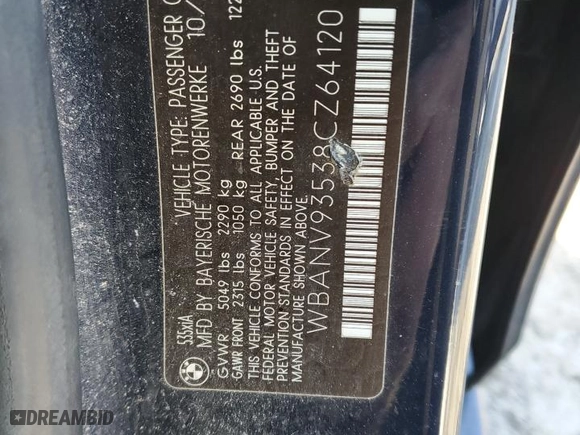 535xiA
VEHICLE TYPE: PASSENGER C
MFD BY BAYERISCHE MOTORENWERKE 10/
GVWR 5049 lbs 2290 kg
GAWR FRONT 2315 lbs 1050 kg REAR 2690 lbs 122
THIS VEHICLE CONFORMS TO ALL APPLICABLE U.S.
FEDERAL MOTOR VEHICLE SAFETY, BUMPER AND THEFT
PREVENTION STANDARDS IN EFFECT ON THE DATE OF
MANUFACTURE SHOWN ABOVE.
WBANV93538CZ64120
DREAMBID